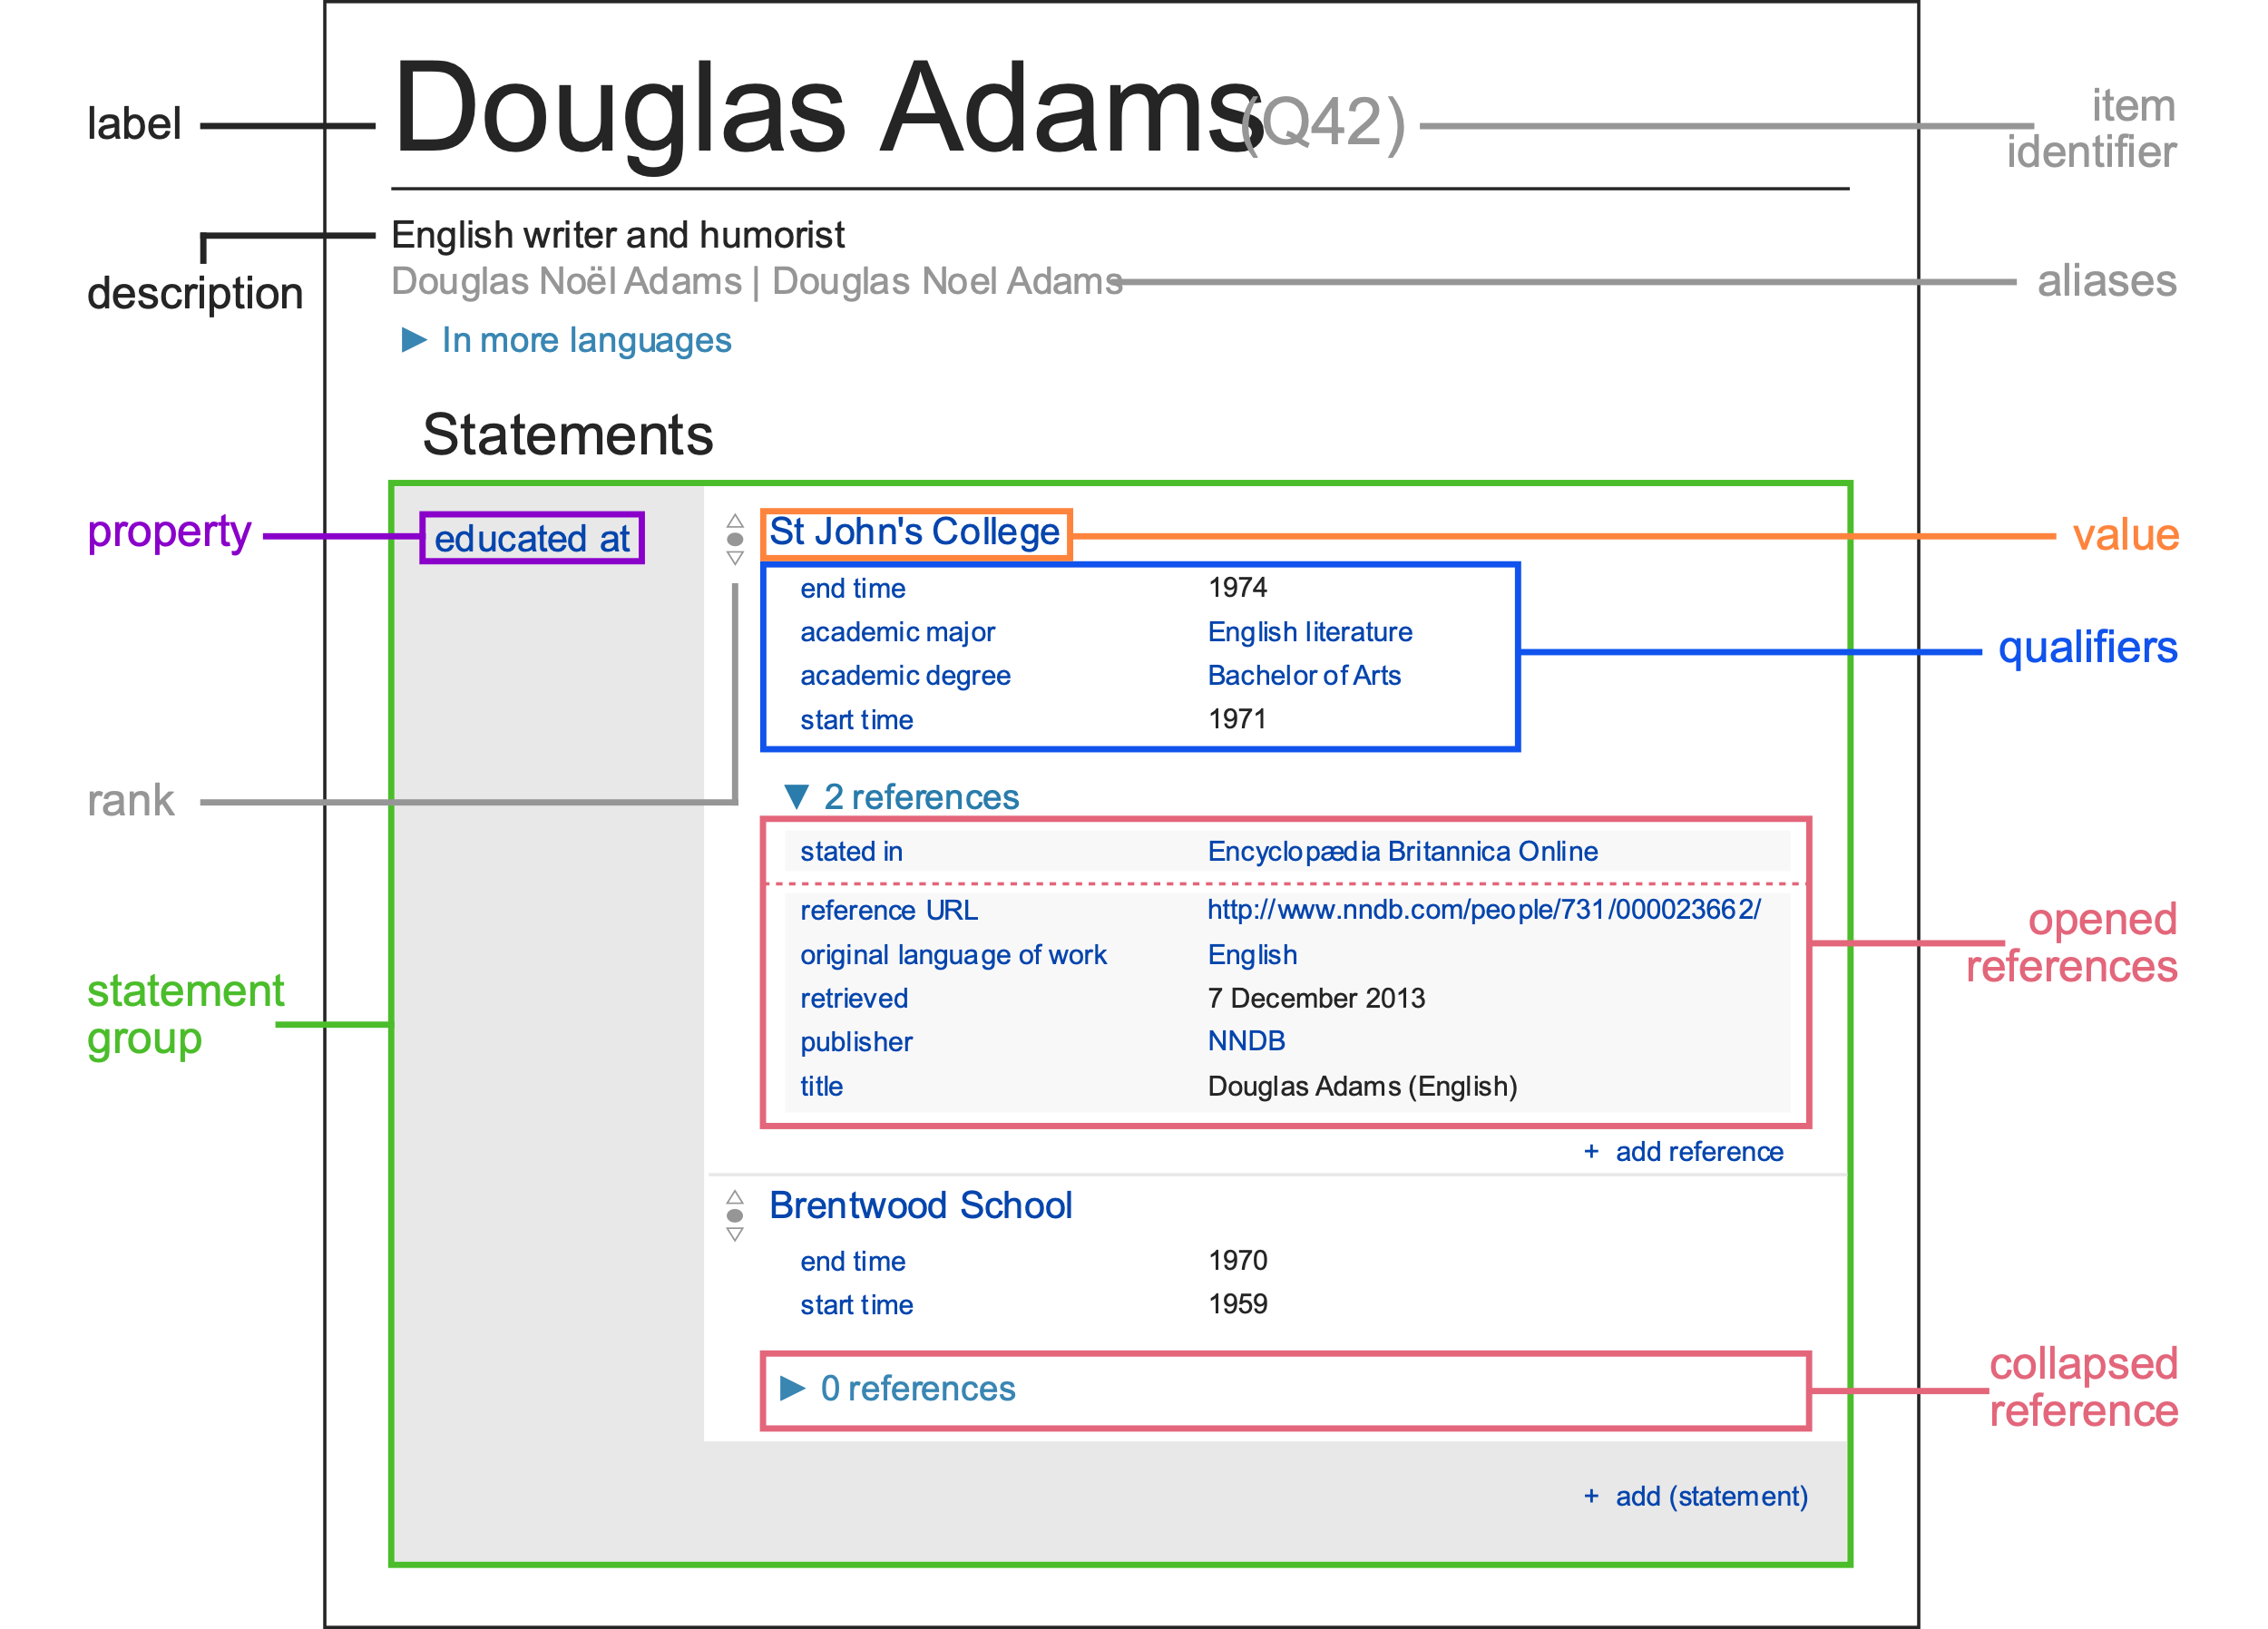 label
Douglas Adams (Q42)
item
identifier
description
English writer and humorist
Douglas Noël Adams | Douglas Noel Adams
aliases
In more languages
Statements
property
educated at
St John's College
value
end time 1974
academic major English literature
academic degree Bachelor of Arts
start time 1971
qualifiers
rank
2 references
stated in Encyclopædia Britannica Online
reference URL http://www.nndb.com/people/731/000023662/
original language of work English
retrieved 7 December 2013
publisher NNDB
title Douglas Adams (English)
opened
references
statement
group
+ add reference
Brentwood School
end time 1970
start time 1959
0 references
collapsed
reference
+ add (statement)